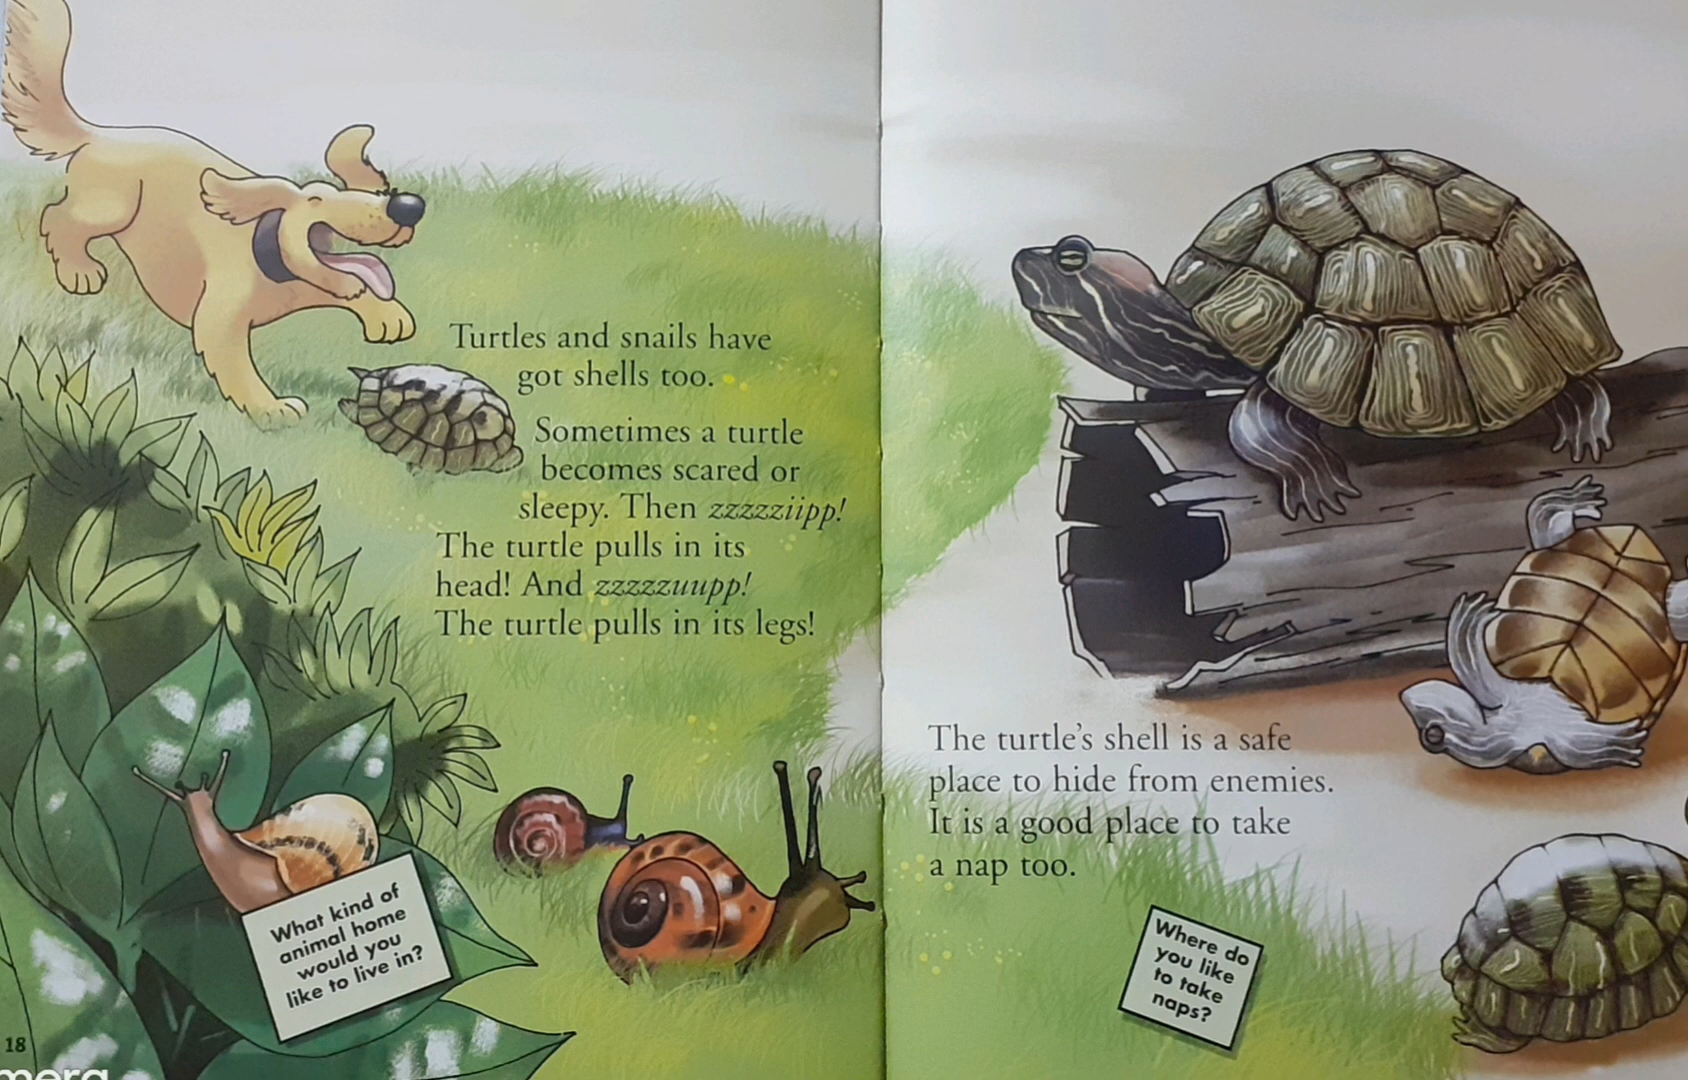 Turtles and snails have
got shells too.
Sometimes a turtle
becomes scared or
sleepy. Then zzzzziipp!
The turtle pulls in its
head! And zzzzzuupp!
The turtle pulls in its legs!
What kind of
animal home
would you
like to live in?
18
The turtle's shell is a safe
place to hide from enemies.
It is a good place to take
a nap too.
Where do
you like
to take
naps?